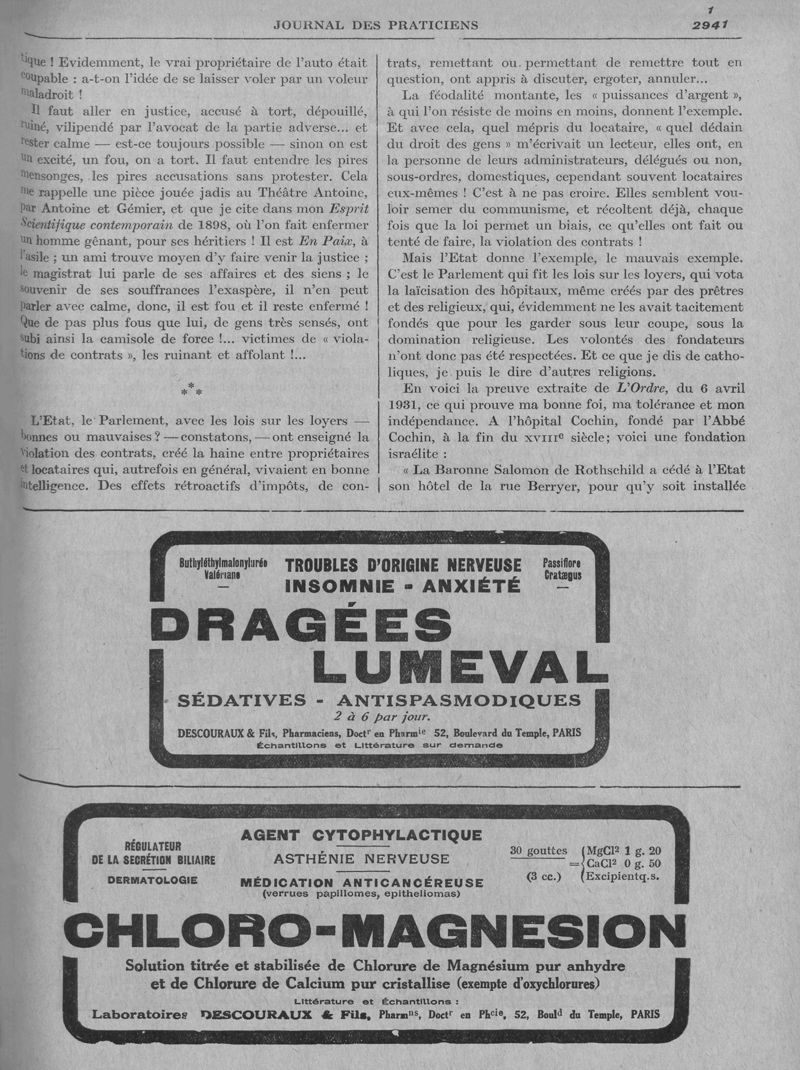 1
JOURNAL DES PRATICIENS
2941
tique ! Evidemment, le vrai propriétaire de l'auto était
coupable : a-t-on l'idée de se laisser voler par un voleur
maladroit !
Il faut aller en justice, accusé à tort, dépouillé,
ruiné, vilipendé par l'avocat de la partie adverse... et
rester calme — est-ce toujours possible — sinon on est
un excité, un fou, on a tort. Il faut entendre les pires
mensonges, les pires accusations sans protester. Cela
me rappelle une pièce jouée jadis au Théâtre Antoine,
par Antoine et Gémier, et que je cite dans mon Esprit
Scientifique contemporain de 1898, où l'on fait enfermer
un homme gênant, pour ses héritiers ! Il est En Paix, à
l'asile ; un ami trouve moyen d'y faire venir la justice ;
le magistrat lui parle de ses affaires et des siens ; le
souvenir de ses souffrances l'exaspère, il n'en peut
parler avec calme, donc, il est fou et il reste enfermé !
Que de pas plus fous que lui, de gens très sensés, ont
subi ainsi la camisole de force !... victimes de « viola-
tions de contrats », les ruinant et affolant !...
***
L'Etat, le Parlement, avec les lois sur les loyers —
bonnes ou mauvaises ? — constatons, — ont enseigné la
violation des contrats, créé la haine entre propriétaires
et locataires qui, autrefois en général, vivaient en bonne
intelligence. Des effets rétroactifs d'impôts, de con-
trats, remettant ou permettant de remettre tout en
question, ont appris à discuter, ergoter, annuler...
La féodalité montante, les « puissances d'argent »,
à qui l'on résiste de moins en moins, donnent l'exemple.
Et avec cela, quel mépris du locataire, « quel dédain
du droit des gens » m'écrivait un lecteur, elles ont, en
la personne de leurs administrateurs, délégués ou non,
sous-ordres, domestiques, cependant souvent locataires
eux-mêmes ! C'est à ne pas croire. Elles semblent vou-
loir semer du communisme, et récoltent déjà, chaque
fois que la loi permet un biais, ce qu'elles ont fait ou
tenté de faire, la violation des contrats !
Mais l'Etat donne l'exemple, le mauvais exemple.
C'est le Parlement qui fit les lois sur les loyers, qui vota
la laïcisation des hôpitaux, même créés par des prêtres
et des religieux, qui, évidemment ne les avait tacitement
fondés que pour les garder sous leur coupe, sous la
domination religieuse. Les volontés des fondateurs
n'ont donc pas été respectées. Et ce que je dis de catho-
liques, je puis le dire d'autres religions.
En voici la preuve extraite de L'Ordre, du 6 avril
1931, ce qui prouve ma bonne foi, ma tolérance et mon
indépendance. A l'hôpital Cochin, fondé par l'Abbé
Cochin, à la fin du XVIIIe siècle ; voici une fondation
israélite :
« La Baronne Salomon de Rothschild a cédé à l'Etat
son hôtel de la rue Berryer, pour qu'y soit installée
Buthyléthylmalonylurée
Valériane
TROUBLES D'ORIGINE NERVEUSE
INSOMNIE - ANXIÉTÉ
Passiflore
Cratægus
DRAGÉES
LUMEVAL
SÉDATIVES - ANTISPASMODIQUES
2 à 6 par jour.
DESCOURAUX & Fils, Pharmaciens, Doctr en Pharmie 52, Boulevard du Temple, PARIS
Échantillons et Littérature sur demande
RÉGULATEUR
DE LA SECRÉTION BILIAIRE
DERMATOLOGIE
AGENT CYTOPHYLACTIQUE
ASTHÉNIE NERVEUSE
MÉDICATION ANTICANCÉREUSE
(verrues papillomes, epitheliomas)
30 gouttes
(3 cc.)
= { MgCl2 1 g. 20
CaCl2 0 g. 50
Excipient q.s.
CHLORO-MAGNESION
Solution titrée et stabilisée de Chlorure de Magnésium pur anhydre
et de Chlorure de Calcium pur cristallise (exempte d'oxychlorures)
Littérature et Échantillons :
Laboratoires DESCOURAUX & Fils, Pharmns, Doctr en Phcie, 52, Bould du Temple, PARIS